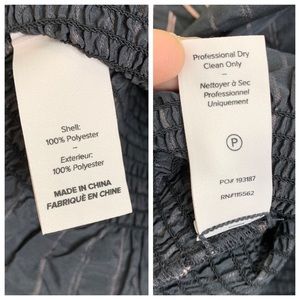 Shell:
100% Polyester
Exterieur:
100% Polyester
MADE IN CHINA
FABRIQUÉ EN CHINE
Professional Dry
Clean Only
Nettoyer à Sec
Professionnel
Uniquement
P
PO# 193187
RN#115562